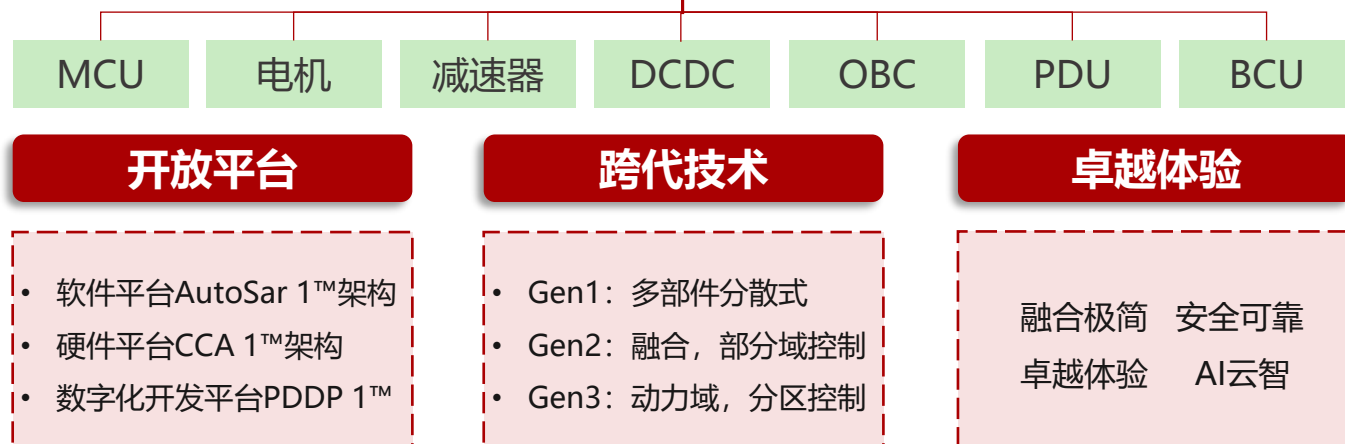 MCU 电机 减速器 DCDC OBC PDU BCU
开放平台 跨代技术 卓越体验
• 软件平台AutoSar 1™架构
• 硬件平台CCA 1™架构
• 数字化开发平台PDDP 1™
• Gen1：多部件分散式
• Gen2：融合，部分域控制
• Gen3：动力域，分区控制
融合极简 安全可靠
卓越体验 AI云智